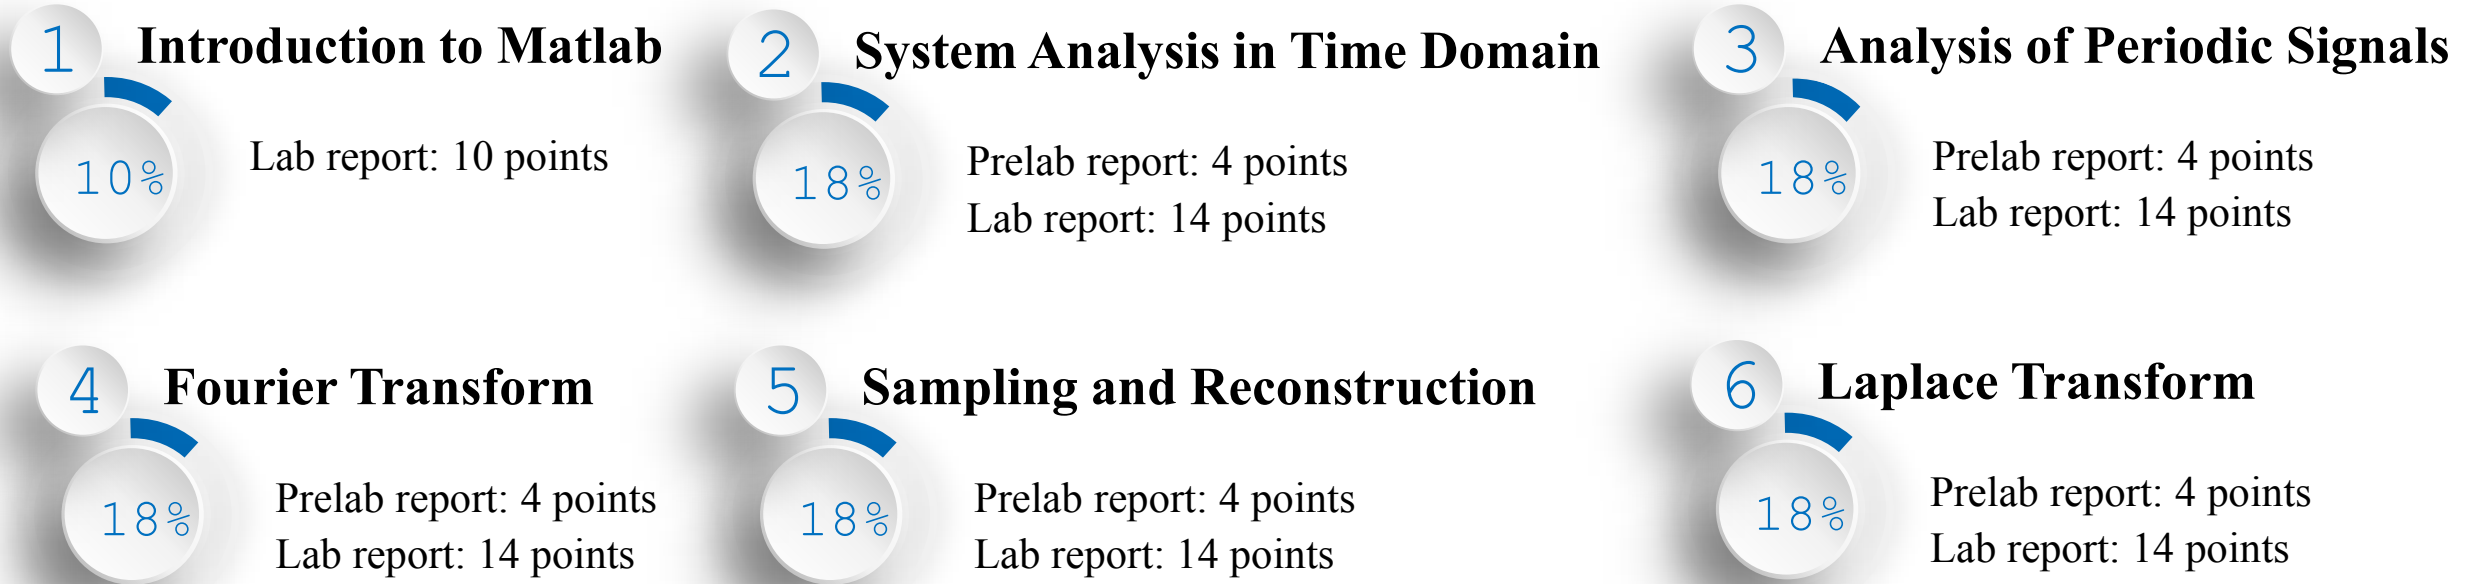 1
Introduction to Matlab
10%
Lab report: 10 points
2
System Analysis in Time Domain
18%
Prelab report: 4 points
Lab report: 14 points
3
Analysis of Periodic Signals
18%
Prelab report: 4 points
Lab report: 14 points
4
Fourier Transform
18%
Prelab report: 4 points
Lab report: 14 points
5
Sampling and Reconstruction
18%
Prelab report: 4 points
Lab report: 14 points
6
Laplace Transform
18%
Prelab report: 4 points
Lab report: 14 points